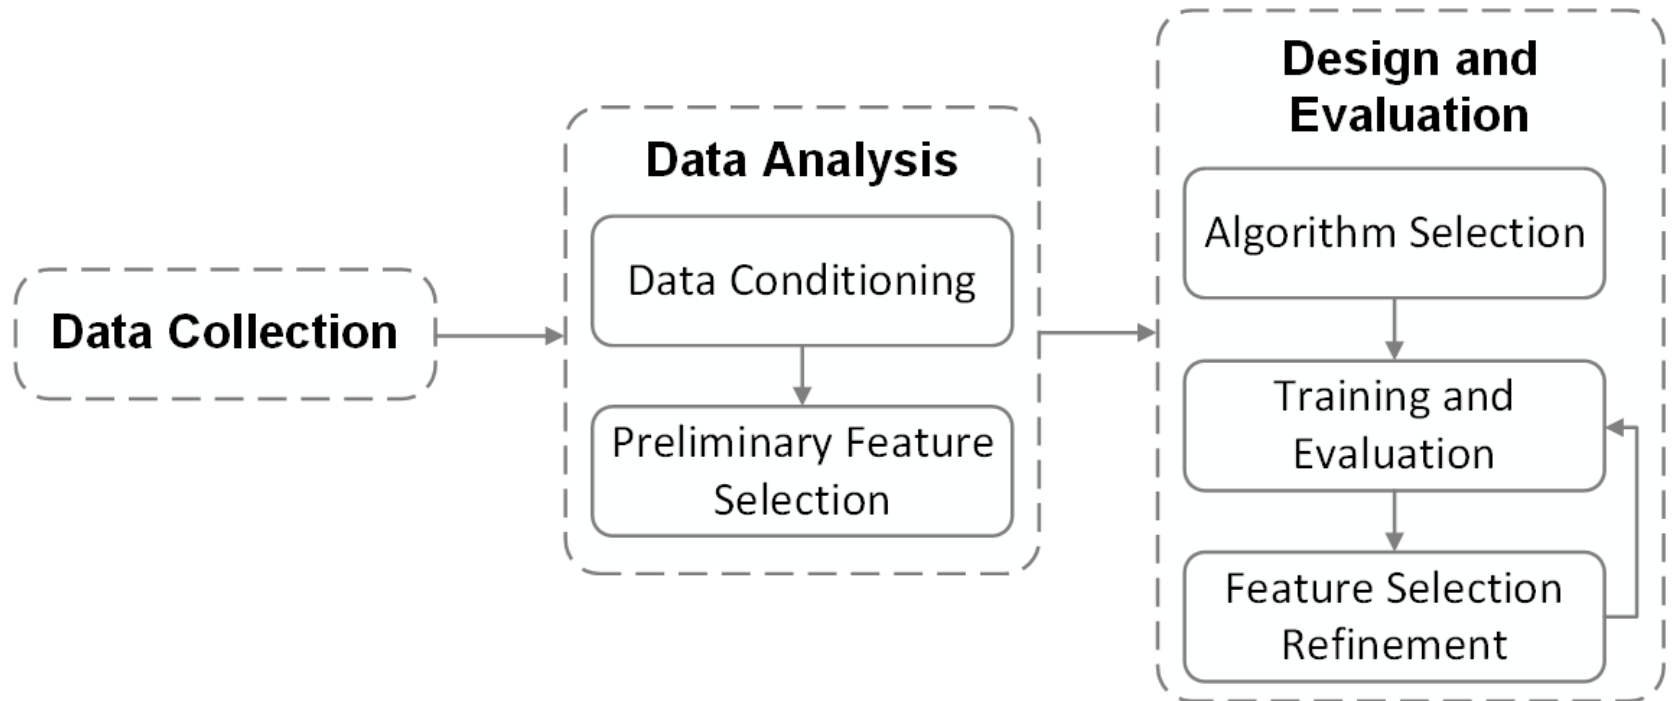 Data Collection
Data Analysis
Data Conditioning
Preliminary Feature
Selection
Design and
Evaluation
Algorithm Selection
Training and
Evaluation
Feature Selection
Refinement